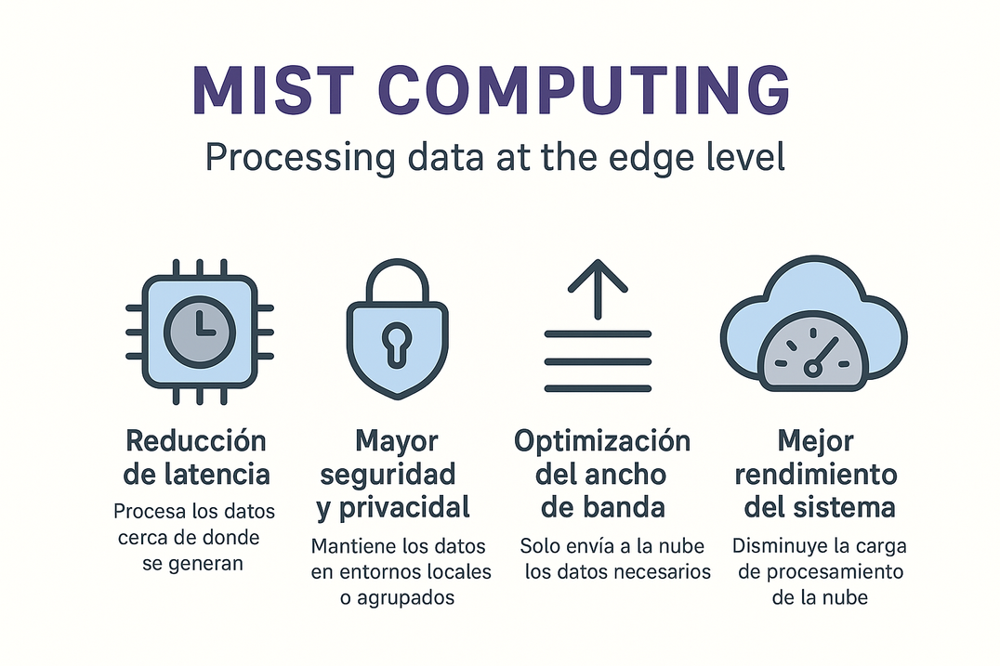 MIST COMPUTING
Processing data at the edge level
Reducción
de latencia
Procesa los datos
cerca de donde
se generan
Mayor
seguridad
y privacidal
Mantiene los datos
en entornos locales
o agrupados
Optimización
del ancho
de banda
Solo envía a la nube
los datos necesarios
Mejor
rendimiento
del sistema
Disminuye la carga
de procesamiento
de la nube